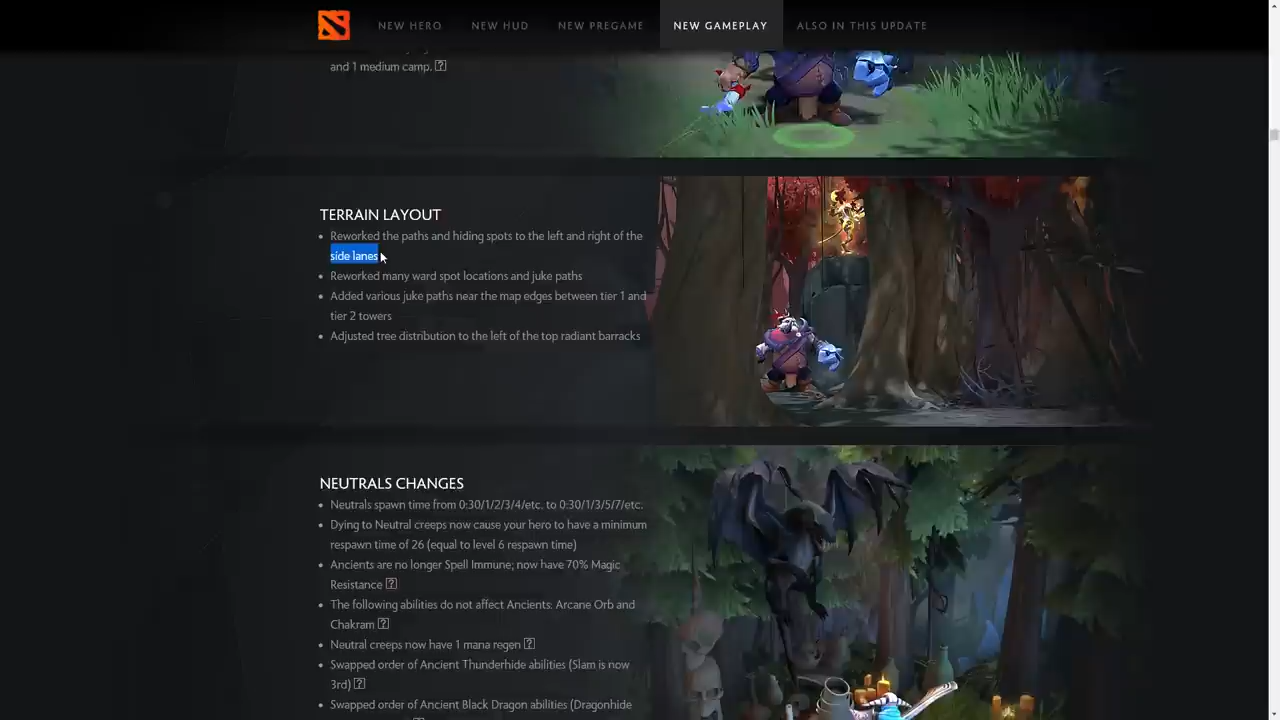 NEW HERO NEW HUD NEW PREGAME NEW GAMEPLAY ALSO IN THIS UPDATE
and 1 medium camp.
TERRAIN LAYOUT
• Reworked the paths and hiding spots to the left and right of the
side lanes
• Reworked many ward spot locations and juke paths
• Added various juke paths near the map edges between tier 1 and
tier 2 towers
• Adjusted tree distribution to the left of the top radiant barracks
NEUTRALS CHANGES
• Neutrals spawn time from 0:30/1/2/3/4/etc. to 0:30/1/3/5/7/etc.
• Dying to Neutral creeps now cause your hero to have a minimum
respawn time of 26 (equal to level 6 respawn time)
• Ancients are no longer Spell Immune; now have 70% Magic
Resistance [?]
• The following abilities do not affect Ancients: Arcane Orb and
Chakram [?]
• Neutral creeps now have 1 mana regen [?]
• Swapped order of Ancient Thunderhide abilities (Slam is now
3rd) [?]
• Swapped order of Ancient Black Dragon abilities (Dragonhide